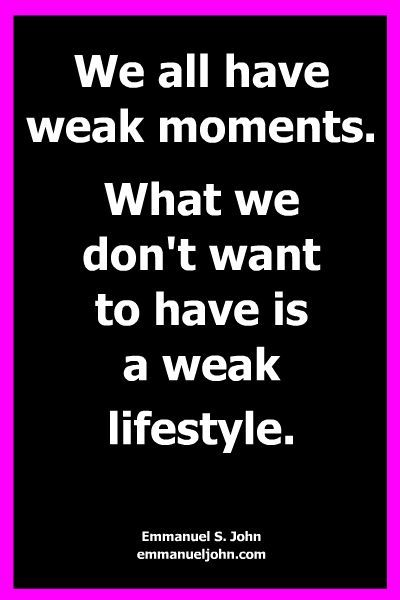 We all have
weak moments.
What we
don't want
to have is
a weak
lifestyle.
Emmanuel S. John
emmanueljohn.com